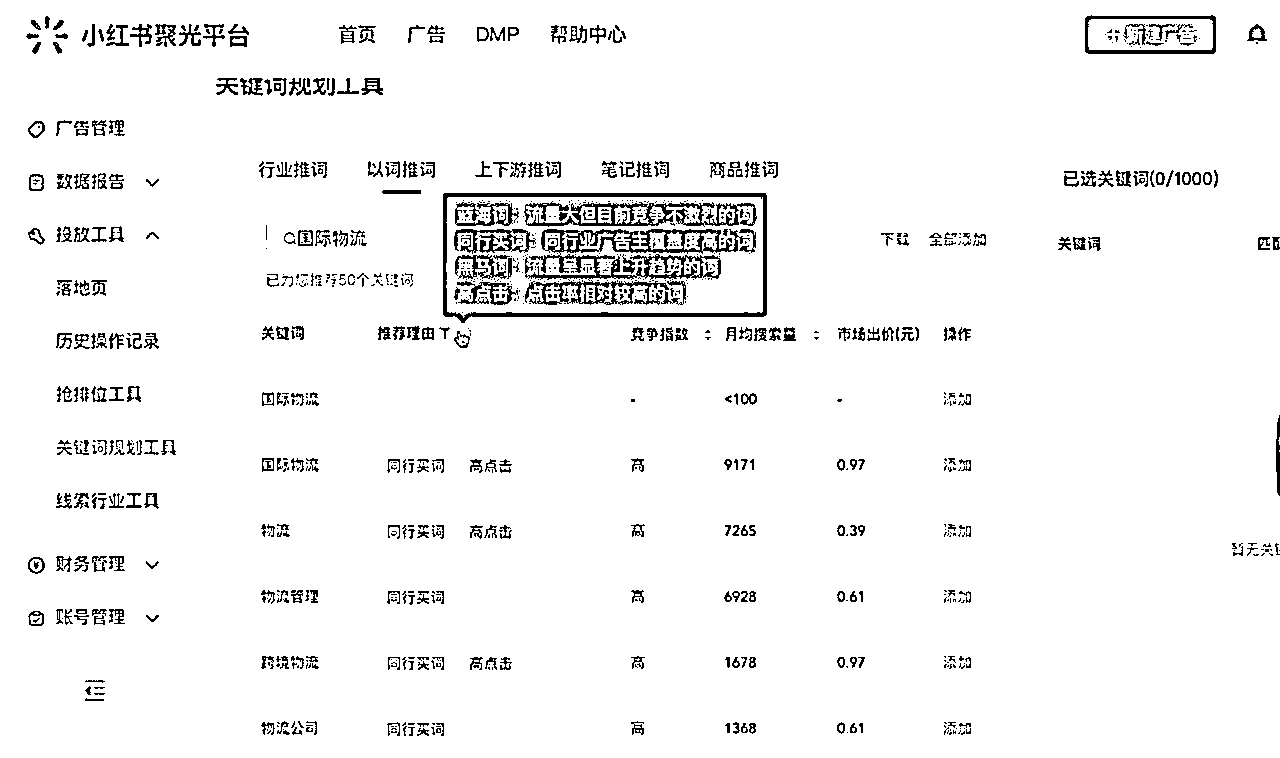 小红书聚光平台 首页 广告 DMP 帮助中心 新建广告
关键词规划工具
广告管理
数据报告
投放工具
落地页
历史操作记录
抢排位工具
关键词规划工具
线索行业工具
财务管理
账号管理
行业推词 以词推词 上下游推词 笔记推词 商品推词
国际物流
下载 全部添加
已为您推荐50个关键词
蓝海词：流量大但目前竞争不激烈的词
同行买词：同行业广告主覆盖度高的词
黑马词：流量呈显著上升趋势的词
高点击：点击率相对较高的词
关键词 推荐理由 竞争指数 月均搜索量 市场出价(元) 操作
国际物流 - <100 - 添加
国际物流 同行买词 高点击 高 9171 0.97 添加
物流 同行买词 高点击 高 7265 0.39 添加
物流管理 同行买词 高 6928 0.61 添加
跨境物流 同行买词 高点击 高 1678 0.97 添加
物流公司 同行买词 高 1368 0.61 添加
已选关键词(0/1000)
关键词 匹
暂无关